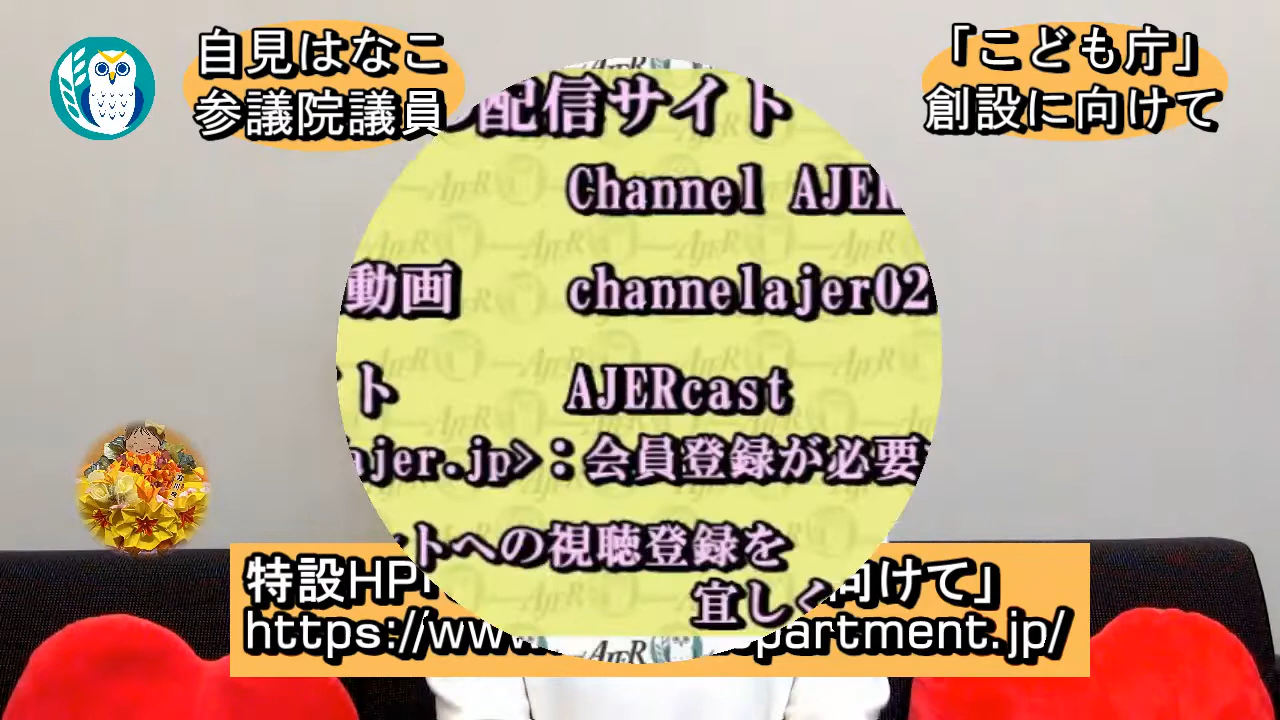 自見はなこ
参議院議員
「こども庁」
創設に向けて
配信サイト
Channel AJER
動画 channelajer02
ト AJERcast
ajer.jp>:会員登録が必要
トへの視聴登録を
宜しく
特設HP 向けて」
https://www partment.jp/
AJER